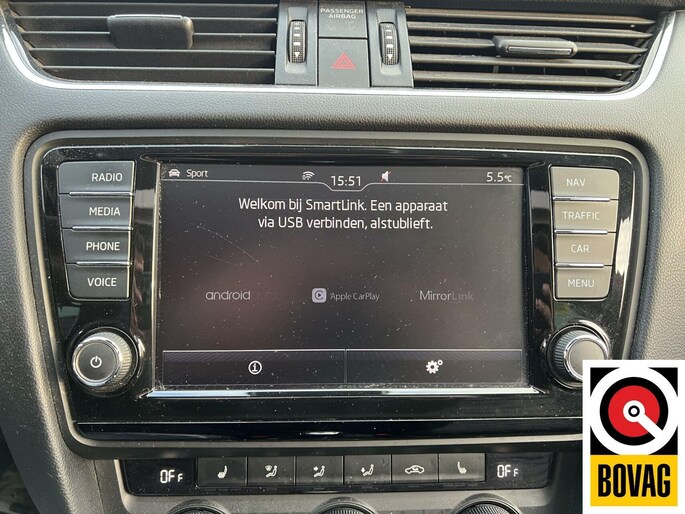 PASSENGER
AIRBAG
RADIO
MEDIA
PHONE
VOICE
Sport 15:51 5.5°C
Welkom bij SmartLink. Een apparaat
via USB verbinden, alstublieft.
androidauto Apple CarPlay MirrorLink
NAV
TRAFFIC
CAR
MENU
OFF
OFF
BOVAG